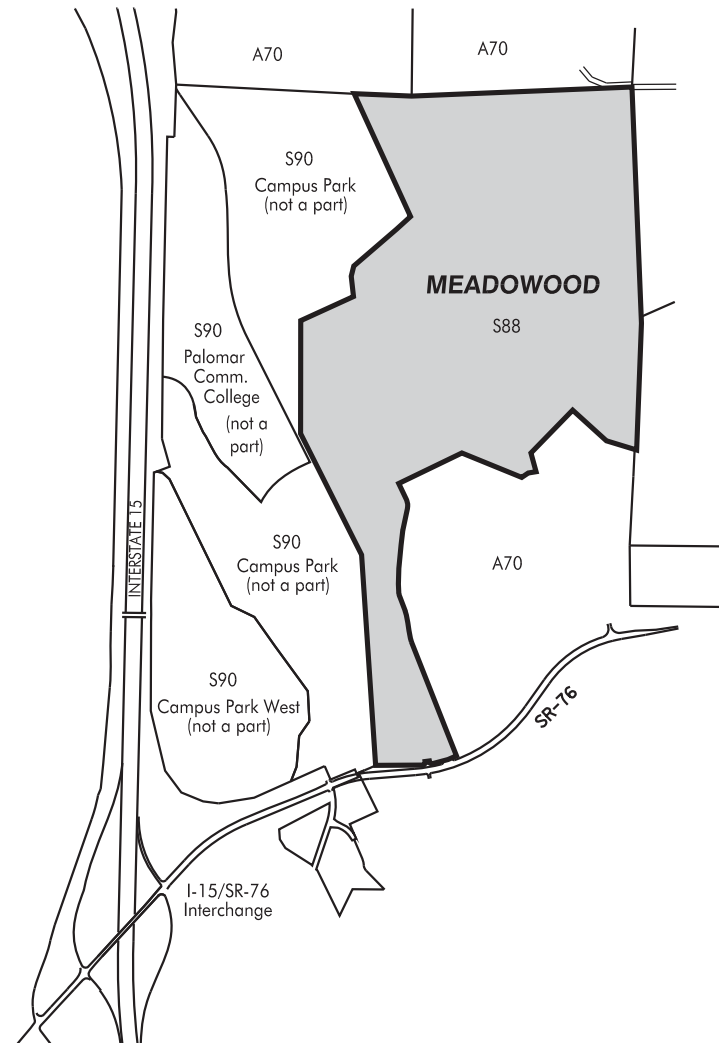 A70
A70
S90
Campus Park
(not a part)
MEADOWOOD
S88
S90
Palomar
Comm.
College
(not a
part)
INTERSTATE 15
S90
Campus Park
(not a part)
A70
S90
Campus Park West
(not a part)
SR-76
I-15/SR-76
Interchange